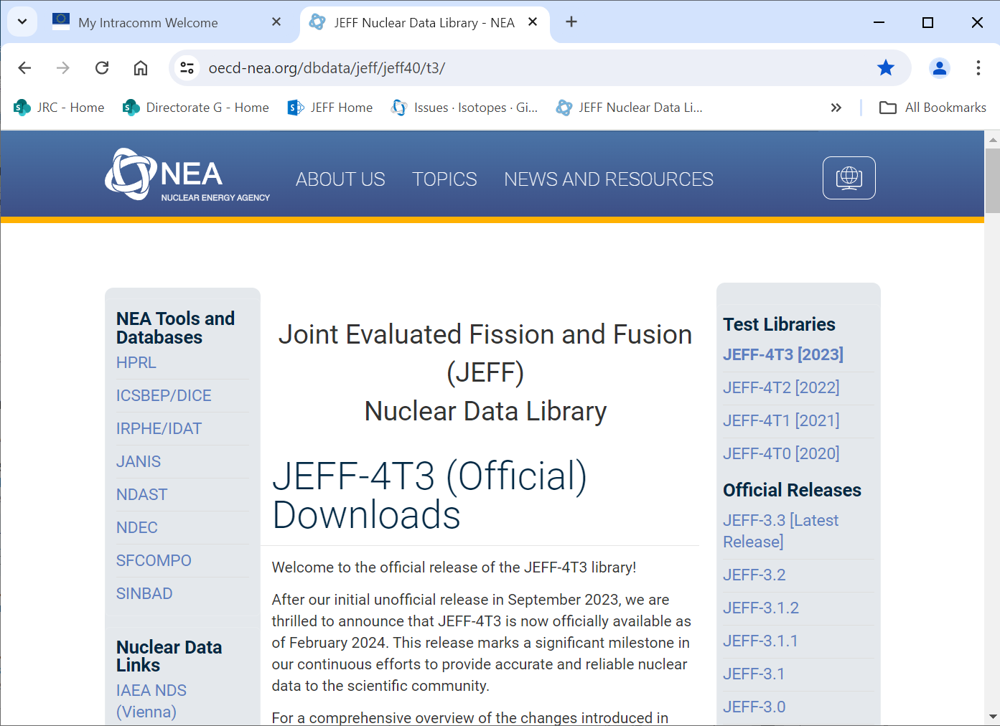 My Intracomm Welcome
JEFF Nuclear Data Library - NEA
oecd-nea.org/dbdata/jeff/jeff40/t3/
JRC - Home
Directorate G - Home
JEFF Home
Issues · Isotopes · Gi...
JEFF Nuclear Data Li...
All Bookmarks
NEA
NUCLEAR ENERGY AGENCY
ABOUT US
TOPICS
NEWS AND RESOURCES
NEA Tools and
Databases
HPRL
ICSBEP/DICE
IRPHE/IDAT
JANIS
NDAST
NDEC
SFCOMPO
SINBAD
Nuclear Data
Links
IAEA NDS
(Vienna)
Joint Evaluated Fission and Fusion
(JEFF)
Nuclear Data Library
JEFF-4T3 (Official)
Downloads
Welcome to the official release of the JEFF-4T3 library!
After our initial unofficial release in September 2023, we are
thrilled to announce that JEFF-4T3 is now officially available as
of February 2024. This release marks a significant milestone in
our continuous efforts to provide accurate and reliable nuclear
data to the scientific community.
For a comprehensive overview of the changes introduced in
Test Libraries
JEFF-4T3 [2023]
JEFF-4T2 [2022]
JEFF-4T1 [2021]
JEFF-4T0 [2020]
Official Releases
JEFF-3.3 [Latest
Release]
JEFF-3.2
JEFF-3.1.2
JEFF-3.1.1
JEFF-3.1
JEFF-3.0